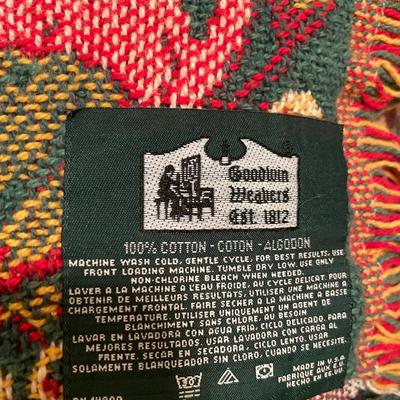 Goodwin
Weavers
Est. 1812
100% COTTON - COTON - ALGODON
MACHINE WASH COLD, GENTLE CYCLE. FOR BEST RESULTS, USE
FRONT LOADING MACHINE. TUMBLE DRY LOW. USE ONLY
NON-CHLORINE BLEACH WHEN NEEDED.
LAVER A LA MACHINE A L'EAU FROIDE, AU CYCLE DELICAT. POUR
OBTENIR DE MEILLEURS RESULTATS, UTILISER UNE MACHINE A
CHARGEMENT FRONTAL. FAIRE SECHER A LA MACHINE A BASSE
TEMPERATURE. UTILISER UNIQUEMENT UN AGENT DE
BLANCHIMENT SANS CHLORE, AU BESOIN
LAVAR EN LAVADORA CON AGUA FRIA, CICLO DELICADO. PARA
MEJORES RESULTADOS, USAR LAVADORA CON CARGA AL
FRENTE. SECAR EN SECADORA, CICLO LENTO. USAR
SOLAMENTE BLANQUEADOR SIN CLORO, CUANDO SE NECESITE.
MADE IN U.S.A.
FABRIQUE AUX E.U.
HECHO EN EE.UU.